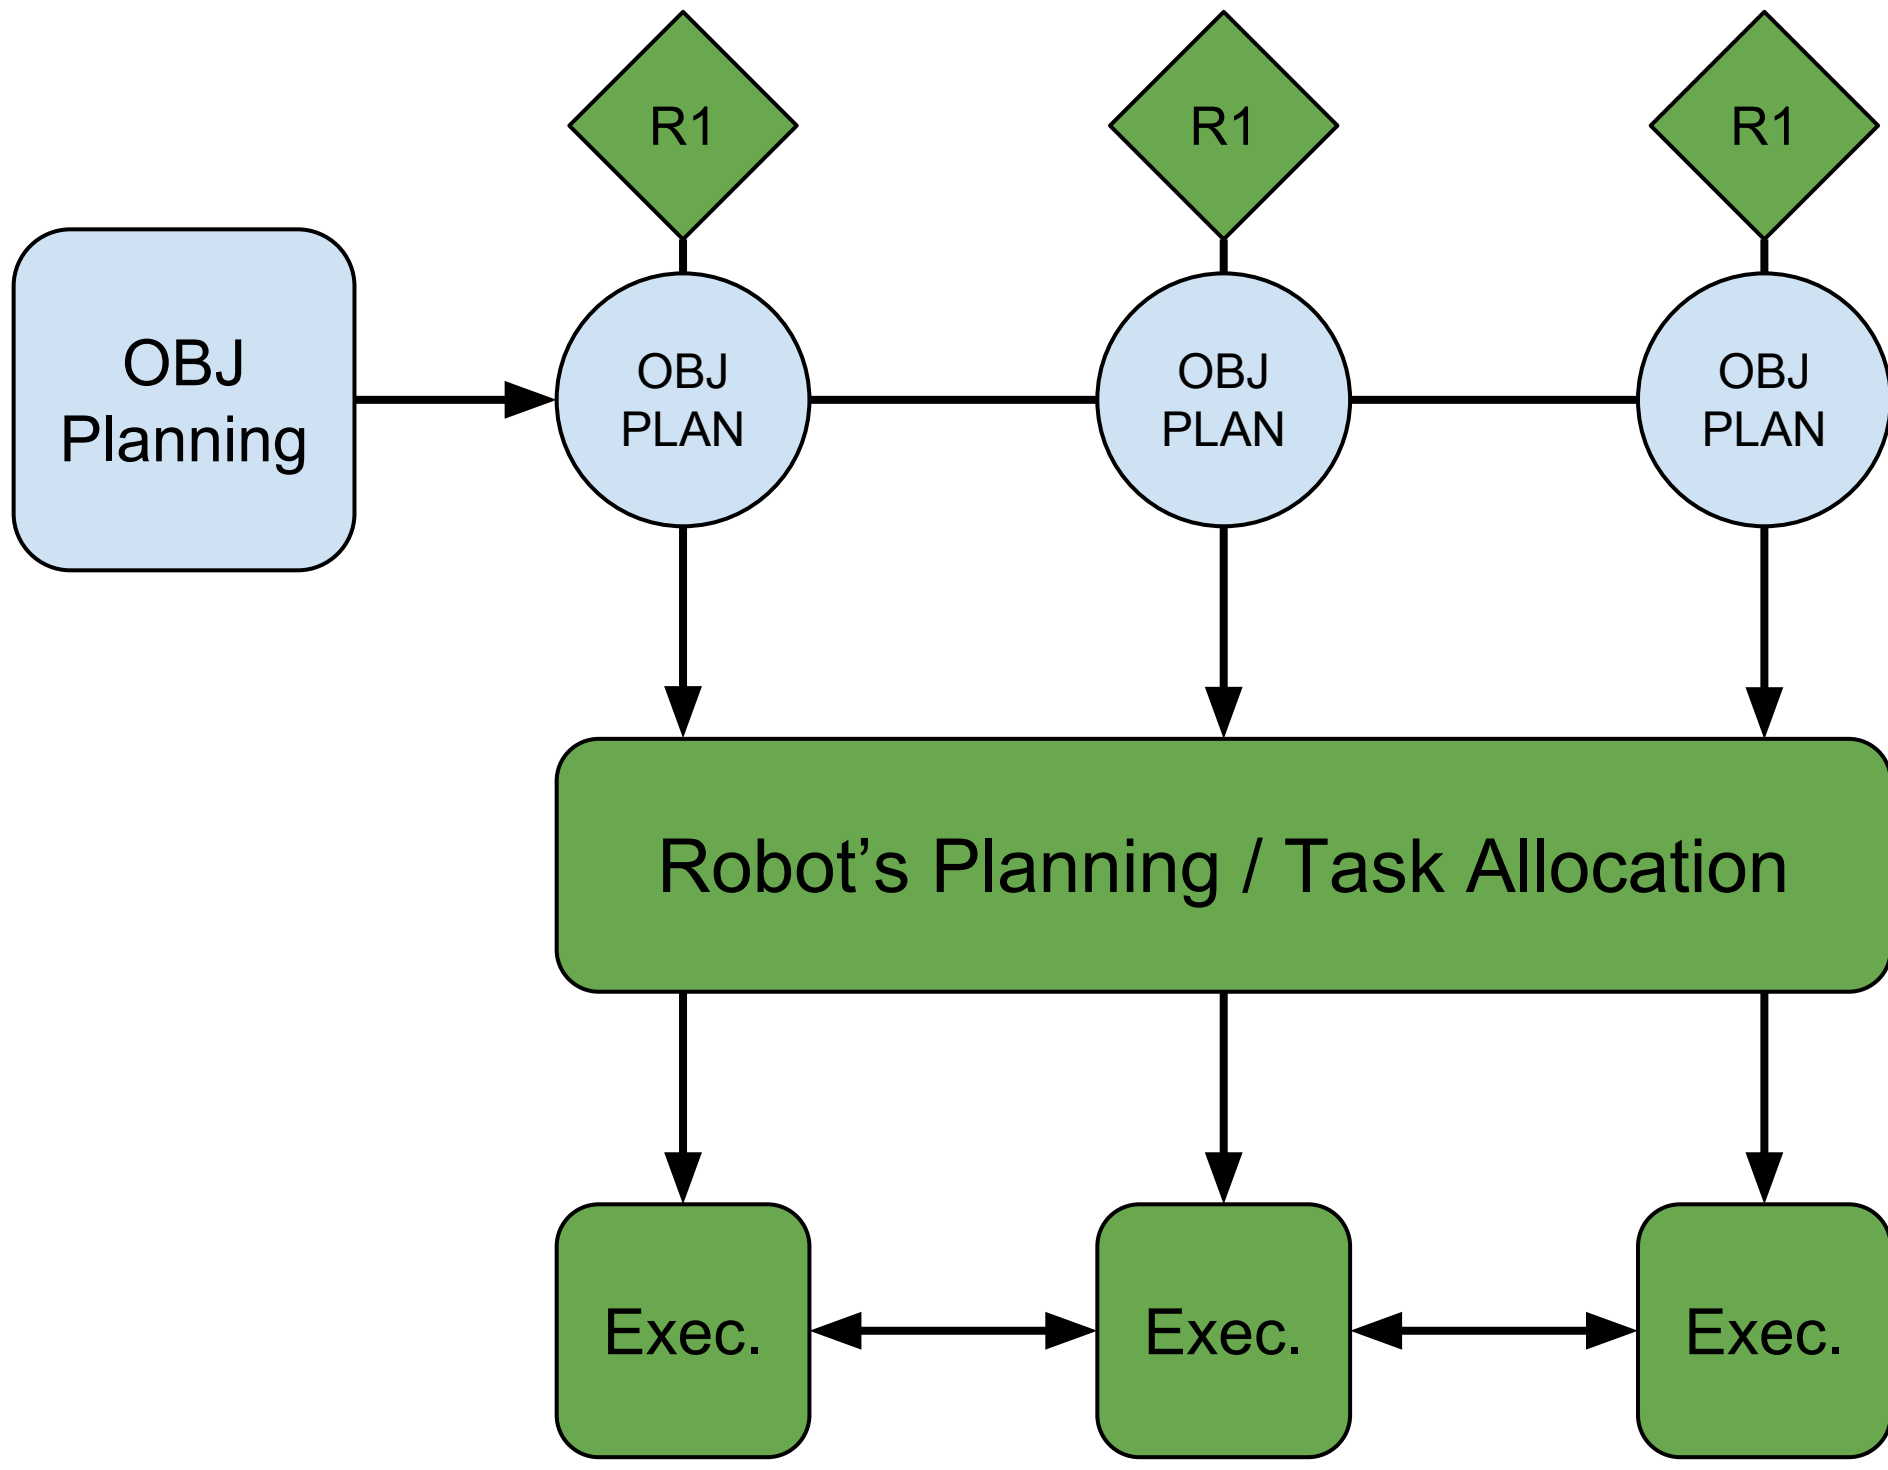 R1
R1
R1
OBJ
Planning
OBJ
PLAN
OBJ
PLAN
OBJ
PLAN
Robot’s Planning / Task Allocation
Exec.
Exec.
Exec.